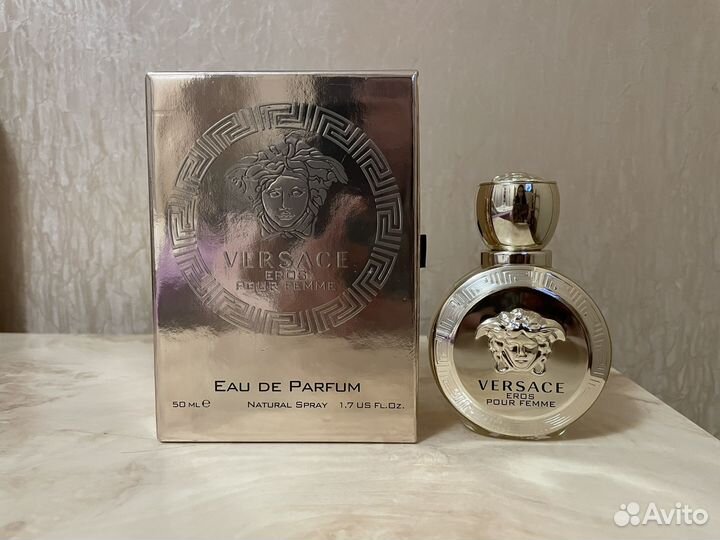 VERSACE
EROS
POUR FEMME
EAU DE PARFUM
50 ML e NATURAL SPRAY 1.7 US FL.OZ.
VERSACE
EROS
POUR FEMME
Avito